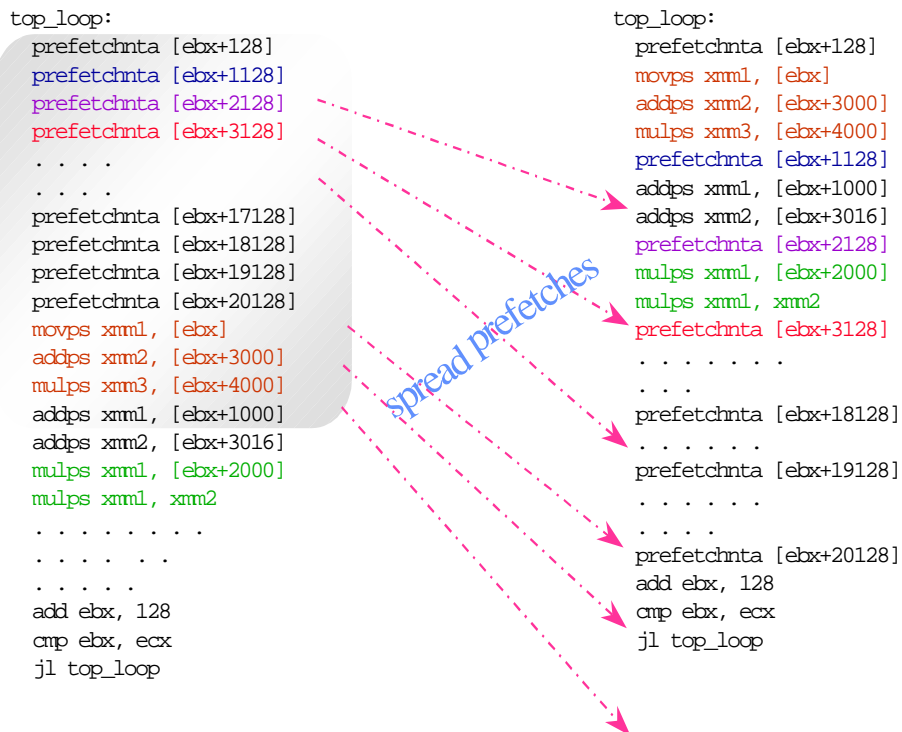 top_loop:
prefetchnta [ebx+128]
prefetchnta [ebx+1128]
prefetchnta [ebx+2128]
prefetchnta [ebx+3128]
. . . .
. . . .
prefetchnta [ebx+17128]
prefetchnta [ebx+18128]
prefetchnta [ebx+19128]
prefetchnta [ebx+20128]
movps xmm1, [ebx]
addps xmm2, [ebx+3000]
mulps xmm3, [ebx+4000]
addps xmm1, [ebx+1000]
addps xmm2, [ebx+3016]
mulps xmm1, [ebx+2000]
mulps xmm1, xmm2
. . . . . . . .
. . . . . .
. . . . .
add ebx, 128
cmp ebx, ecx
jl top_loop
spread prefetches
top_loop:
prefetchnta [ebx+128]
movps xmm1, [ebx]
addps xmm2, [ebx+3000]
mulps xmm3, [ebx+4000]
prefetchnta [ebx+1128]
addps xmm1, [ebx+1000]
addps xmm2, [ebx+3016]
prefetchnta [ebx+2128]
mulps xmm1, [ebx+2000]
mulps xmm1, xmm2
prefetchnta [ebx+3128]
. . . . . . .
. . .
prefetchnta [ebx+18128]
. . . . . .
prefetchnta [ebx+19128]
. . . . . .
. . . .
prefetchnta [ebx+20128]
add ebx, 128
cmp ebx, ecx
jl top_loop